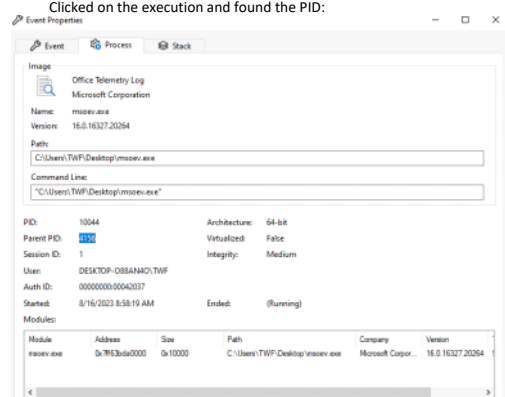 Clicked on the execution and found the PID:
Event Properties
Event Process Stack
Image
Office Telemetry Log
Microsoft Corporation
Name: msoev.exe
Version: 16.0.16327.20264
Path:
C:\Users\TWF\Desktop\msoev.exe
Command Line:
"C:\Users\TWF\Desktop\msoev.exe"
PID: 10044 Architecture: 64-bit
Parent PID: 4156 Virtualized: False
Session ID: 1 Integrity: Medium
User: DESKTOP-O88AN4O\TWF
Auth ID: 00000000:00042037
Started: 8/16/2023 8:58:19 AM Ended: (Running)
Modules:
Module Address Size Path Company Version
msoev.exe 0x7ff63bda0000 0x10000 C:\Users\TWF\Desktop\msoev.exe Microsoft Corpor... 16.0.16327.20264